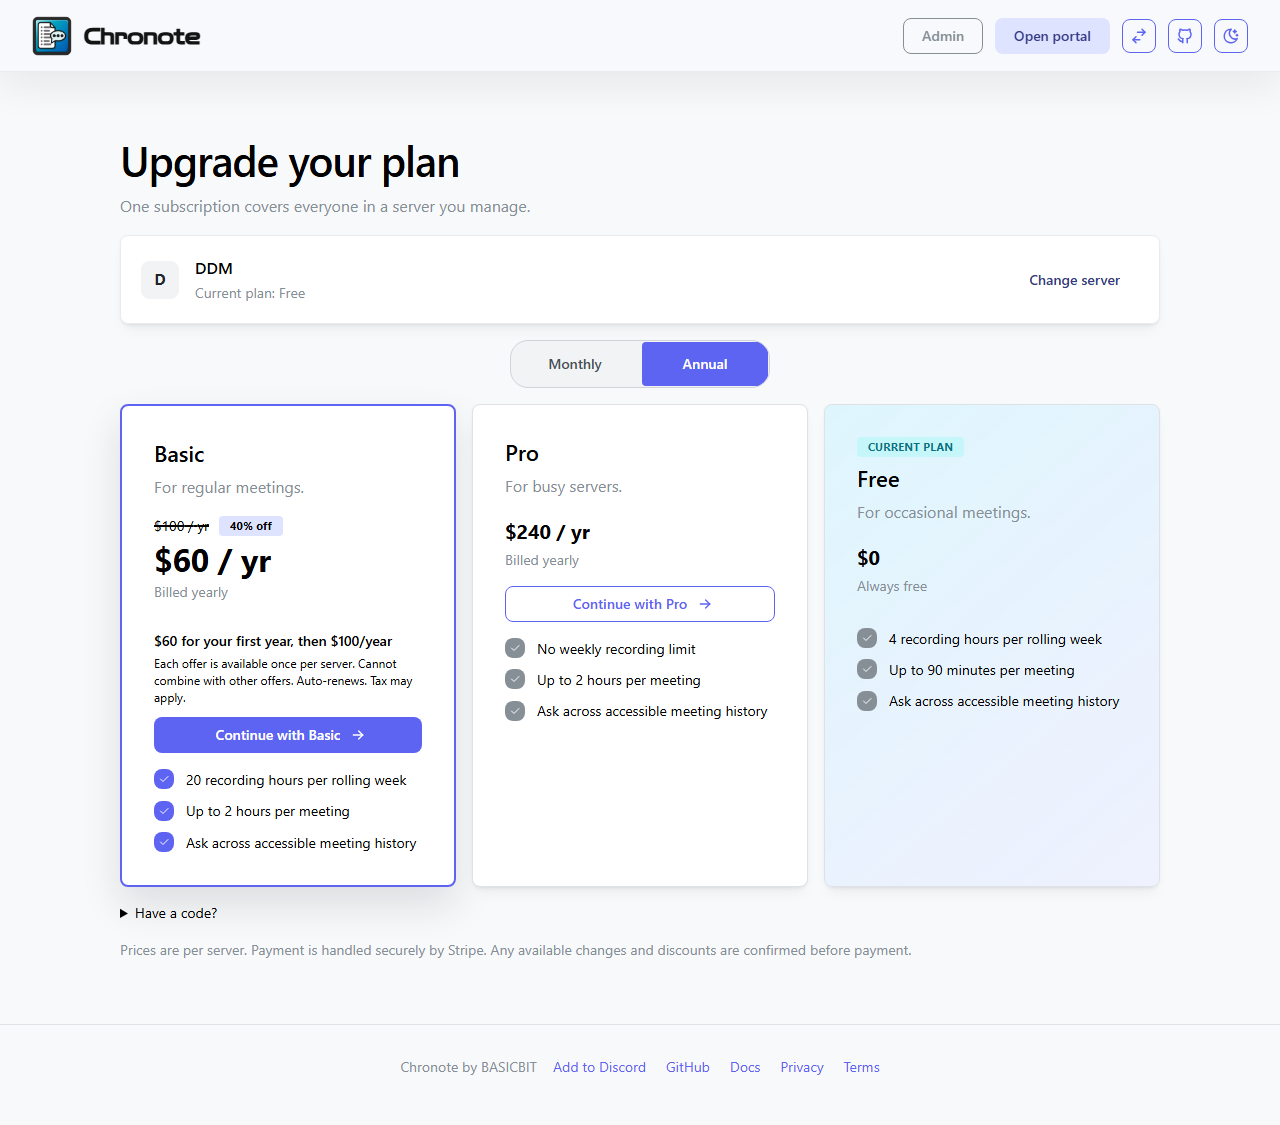 Chronote
Admin
Open portal
Upgrade your plan
One subscription covers everyone in a server you manage.
D
DDM
Current plan: Free
Change server
Monthly
Annual
Basic
For regular meetings.
$100 / yr
40% off
$60 / yr
Billed yearly
$60 for your first year, then $100/year
Each offer is available once per server. Cannot
combine with other offers. Auto-renews. Tax may
apply.
Continue with Basic
20 recording hours per rolling week
Up to 2 hours per meeting
Ask across accessible meeting history
Pro
For busy servers.
$240 / yr
Billed yearly
Continue with Pro
No weekly recording limit
Up to 2 hours per meeting
Ask across accessible meeting history
CURRENT PLAN
Free
For occasional meetings.
$0
Always free
4 recording hours per rolling week
Up to 90 minutes per meeting
Ask across accessible meeting history
Have a code?
Prices are per server. Payment is handled securely by Stripe. Any available changes and discounts are confirmed before payment.
Chronote by BASICBIT
Add to Discord
GitHub
Docs
Privacy
Terms